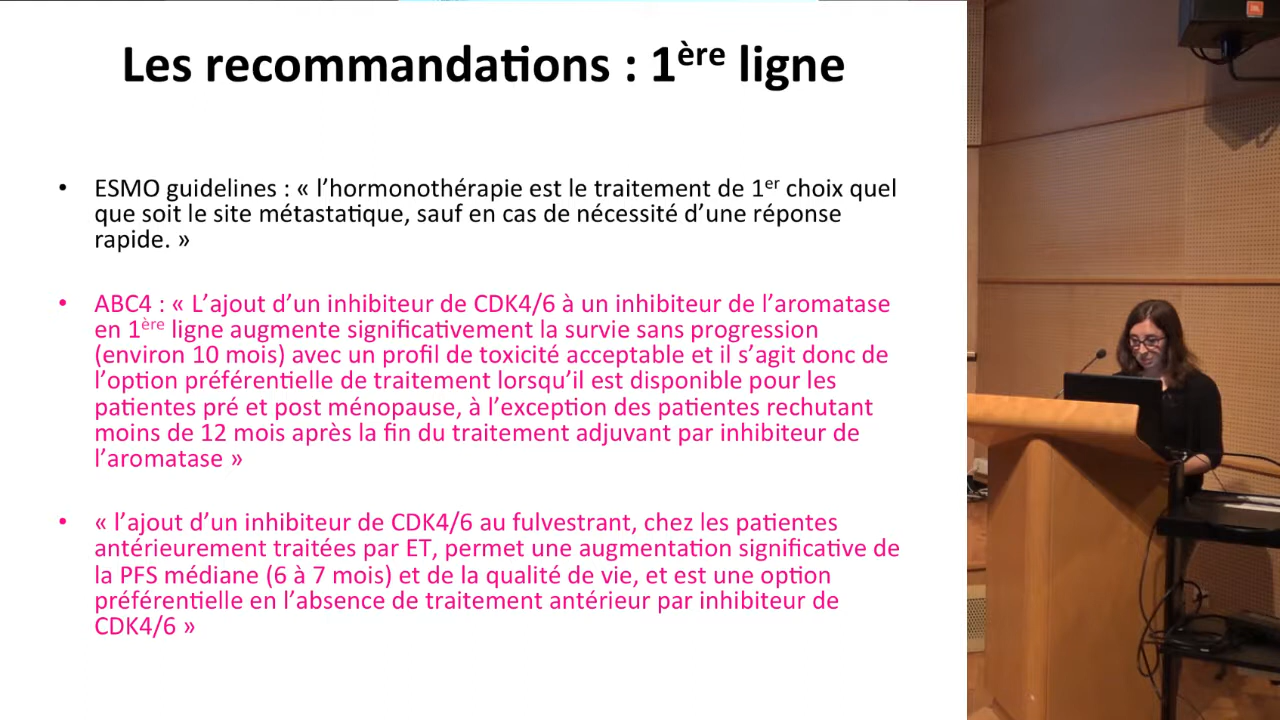 Les recommandations : 1ère ligne
• ESMO guidelines : « l’hormonothérapie est le traitement de 1er choix quel
que soit le site métastatique, sauf en cas de nécessité d’une réponse
rapide. »
• ABC4 : « L’ajout d’un inhibiteur de CDK4/6 à un inhibiteur de l’aromatase
en 1ère ligne augmente significativement la survie sans progression
(environ 10 mois) avec un profil de toxicité acceptable et il s’agit donc de
l’option préférentielle de traitement lorsqu’il est disponible pour les
patientes pré et post ménopause, à l’exception des patientes rechutant
moins de 12 mois après la fin du traitement adjuvant par inhibiteur de
l’aromatase »
• « l’ajout d’un inhibiteur de CDK4/6 au fulvestrant, chez les patientes
antérieurement traitées par ET, permet une augmentation significative de
la PFS médiane (6 à 7 mois) et de la qualité de vie, et est une option
préférentielle en l’absence de traitement antérieur par inhibiteur de
CDK4/6 »
JBL